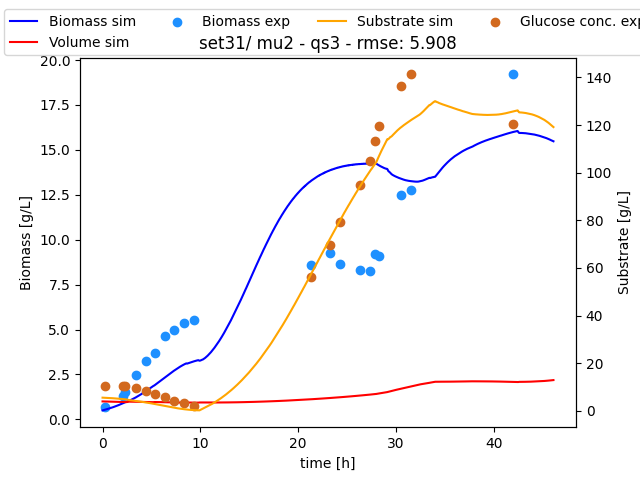 Biomass sim Biomass exp Substrate sim Glucose conc. exp
Volume sim
set31/ mu2 - qs3 - rmse: 5.908
20.0
17.5
15.0
12.5
10.0
7.5
5.0
2.5
0.0
Biomass [g/L]
140
120
100
80
60
40
20
0
Substrate [g/L]
0 10 20 30 40
time [h]